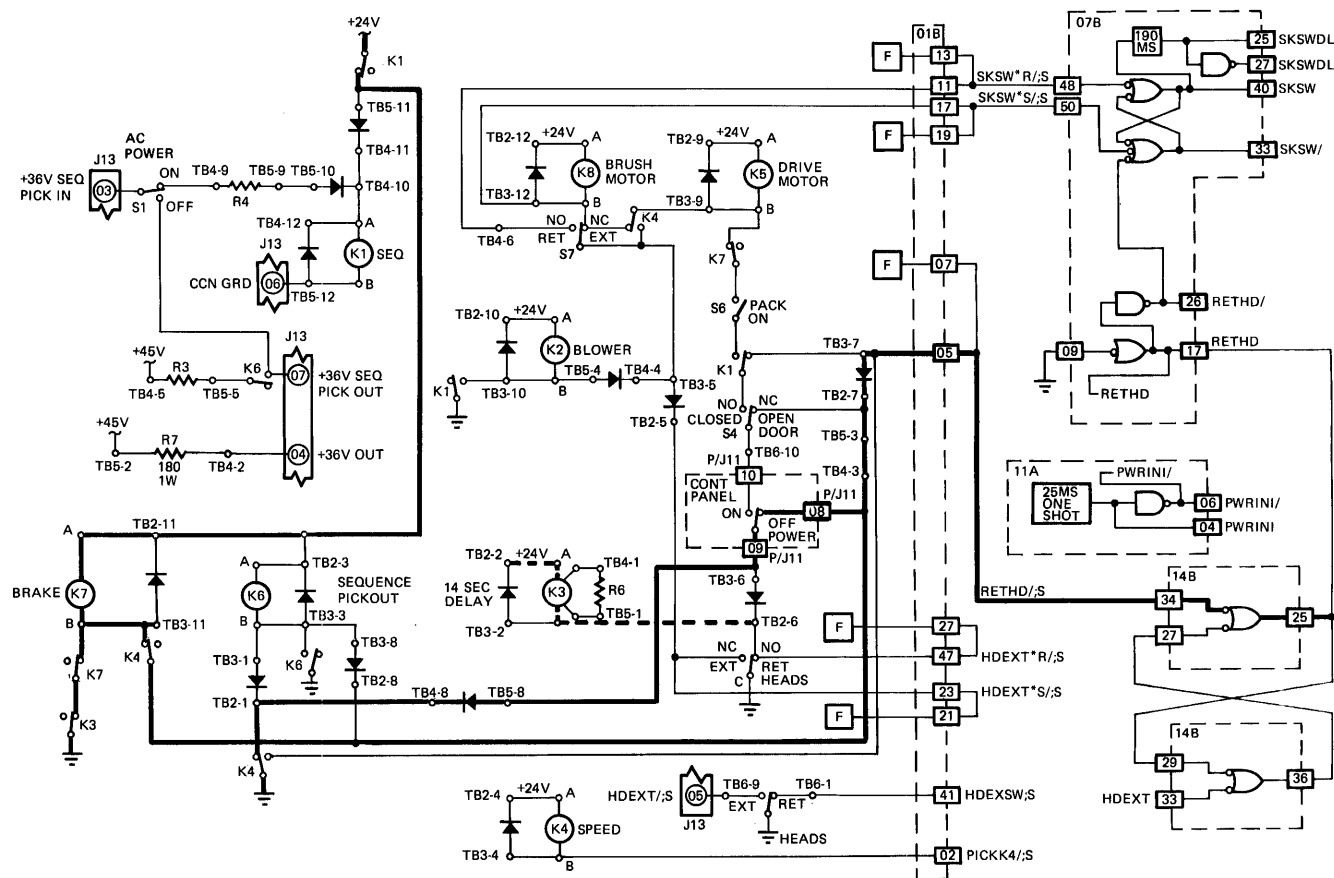 +24V
K1
TB5-11
TB4-11
AC
POWER
J13
+36V SEQ
PICK IN
03
ON
S1
OFF
TB4-9
TB5-9
TB5-10
R4
TB4-10
TB4-12
A
K1
SEQ
B
J13
CCN GRD
06
TB5-12
J13
+45V
R3
TB4-5
TB5-5
K6
07
+36V SEQ
PICK OUT
+45V
R7
180
1W
TB5-2
TB4-2
04
+36V OUT
TB2-12
+24V
A
K8
BRUSH
MOTOR
TB3-12
B
TB2-9
+24V
A
K5
DRIVE
MOTOR
TB3-9
B
TB4-6
NO
RET
NC
EXT
K4
S7
K7
S6
PACK
ON
TB2-10
+24V
A
K2
BLOWER
K1
TB3-10
B
TB5-4
TB4-4
TB3-5
TB2-5
K1
TB3-7
TB2-7
NO
CLOSED
NC
OPEN
S4
DOOR
TB5-3
TB6-10
TB4-3
P/J11
10
CONT
PANEL
P/J11
ON
08
OFF
POWER
09
P/J11
A
TB2-11
BRAKE
K7
B
TB3-11
K4
K7
K3
A
TB2-3
K6
SEQUENCE
PICKOUT
B
TB3-3
TB3-1
K6
TB3-8
TB2-8
TB2-1
TB4-8
TB5-8
K4
TB2-2
+24V
A
TB4-1
14 SEC
DELAY
K3
R6
TB3-2
B
TB5-1
TB3-6
TB2-6
NC
EXT
NO
RET
C
HEADS
TB2-4
+24V
A
K4
SPEED
TB3-4
B
HDEXT/;S
05
J13
TB6-9
EXT
RET
TB6-1
HEADS
01B
F
13
11
SKSW*R/;S
17
SKSW*S/;S
F
19
F
07
05
RETHD/;S
F
27
47
HDEXT*R/;S
23
HDEXT*S/;S
F
21
41
HDEXSW;S
02
PICKK4/;S
07B
190
MS
25
SKSWDL
27
SKSWDL
48
40
SKSW
50
33
SKSW/
26
RETHD/
09
17
RETHD
RETHD
11A
PWRINI/
25MS
ONE
SHOT
06
PWRINI/
04
PWRINI
14B
34
27
25
14B
29
HDEXT
33
36